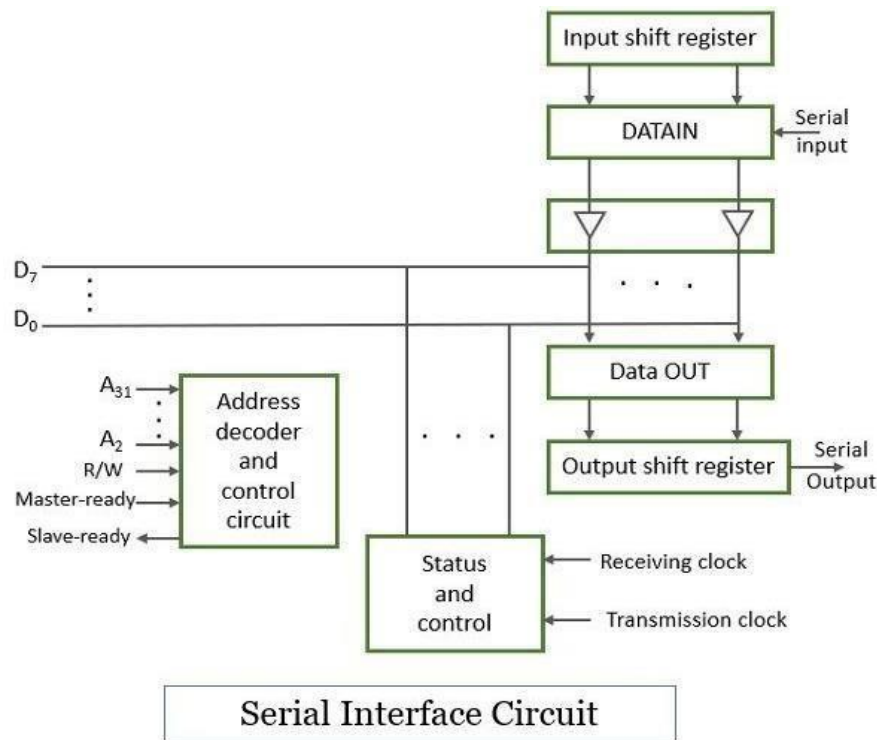 Input shift register
DATAIN
Serial
input
D₇
D₀
Data OUT
A₃₁
A₂
R/W
Master-ready
Slave-ready
Address
decoder
and
control
circuit
Output shift register
Serial
Output
Status
and
control
Receiving clock
Transmission clock
Serial Interface Circuit